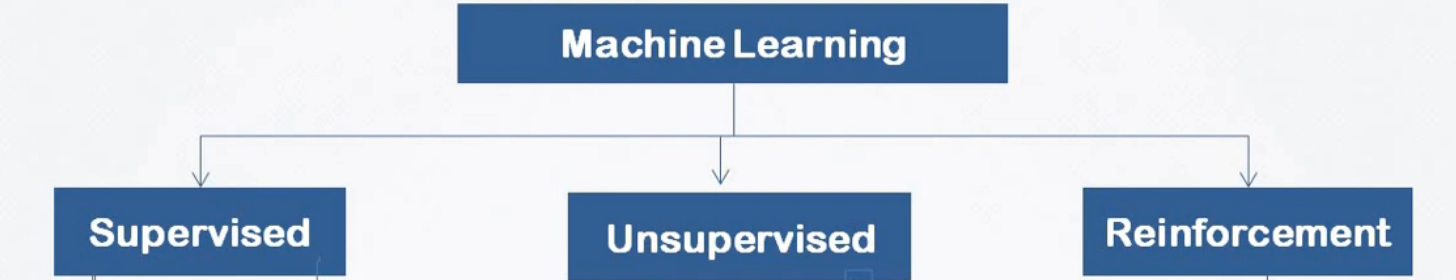 Machine Learning
Supervised
Unsupervised
Reinforcement